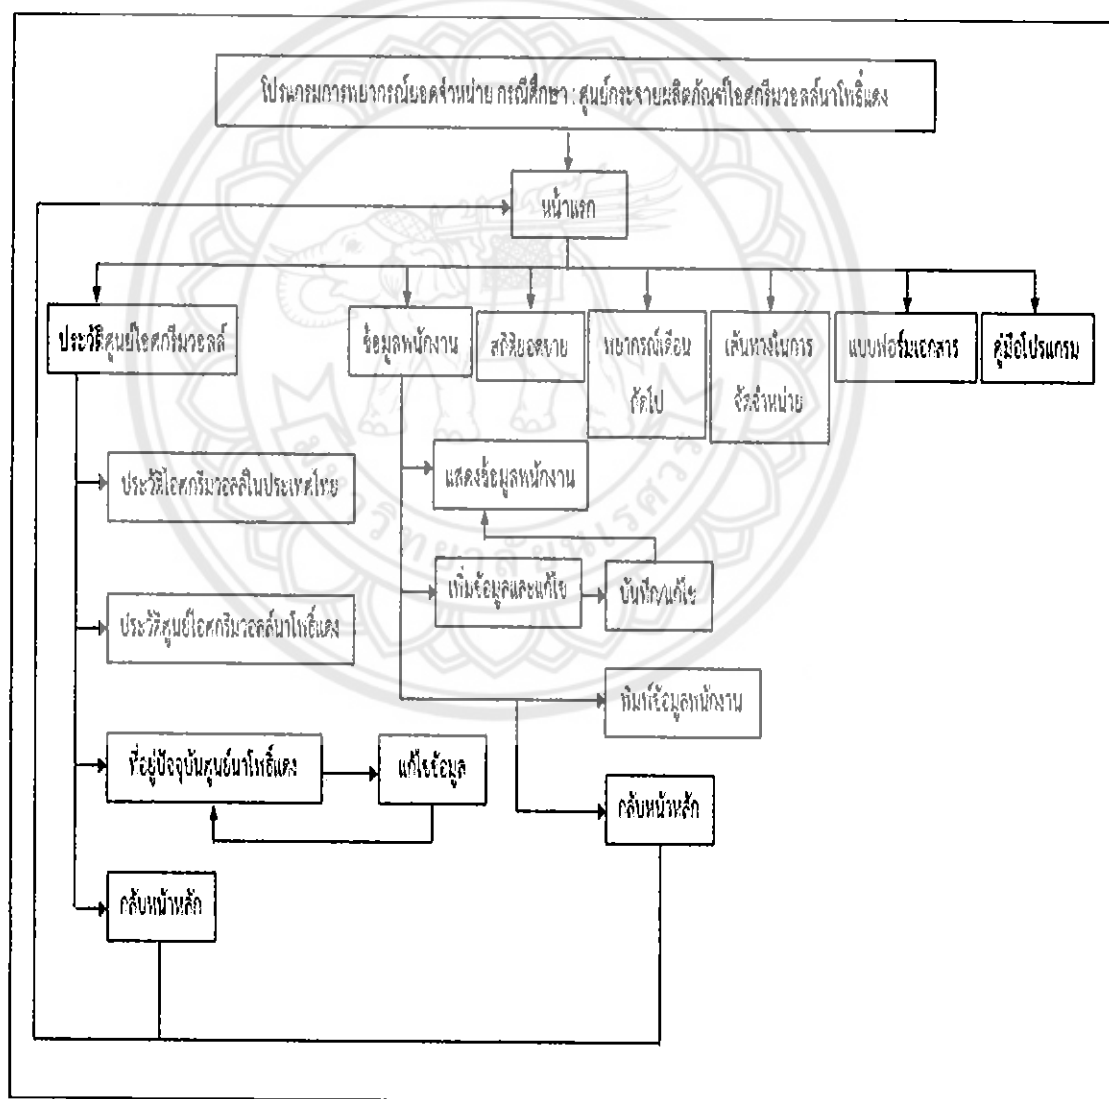 โปรแกรมการพยากรณ์ยอดจำหน่าย กรณีศึกษา : ศูนย์กระจายผลิตภัณฑ์ไอศกรีมวอลล์นาโพธิ์แดง
หน้าแรก
ประวัติศูนย์ไอศกรีมวอลล์
ข้อมูลพนักงาน
สถิติยอดขาย
พยากรณ์เดือน
ถัดไป
เส้นทางในการ
จัดจำหน่าย
แบบฟอร์มเอกสาร
คู่มือโปรแกรม
ประวัติไอศกรีมวอลล์ในประเทศไทย
แสดงข้อมูลพนักงาน
เพิ่มข้อมูลและแก้ไข
บันทึก/แก้ไข
ประวัติศูนย์ไอศกรีมวอลล์นาโพธิ์แดง
พิมพ์ข้อมูลพนักงาน
ที่อยู่ปัจจุบันศูนย์นาโพธิ์แดง
แก้ไขข้อมูล
กลับหน้าหลัก
กลับหน้าหลัก